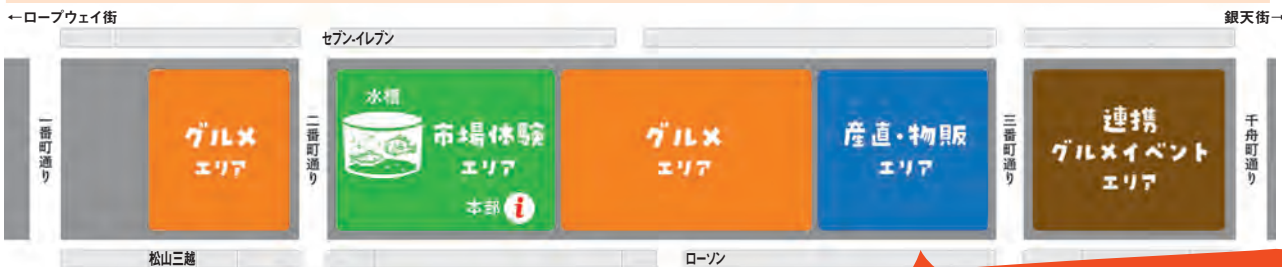 ←ロープウェイ街
銀天街→
セブン-イレブン
一番町通り
グルメ
エリア
二番町通り
水槽
市場体験
エリア
本部 i
グルメ
エリア
産直・物販
エリア
三番町通り
連携
グルメイベント
エリア
千舟町通り
松山三越
ローソン